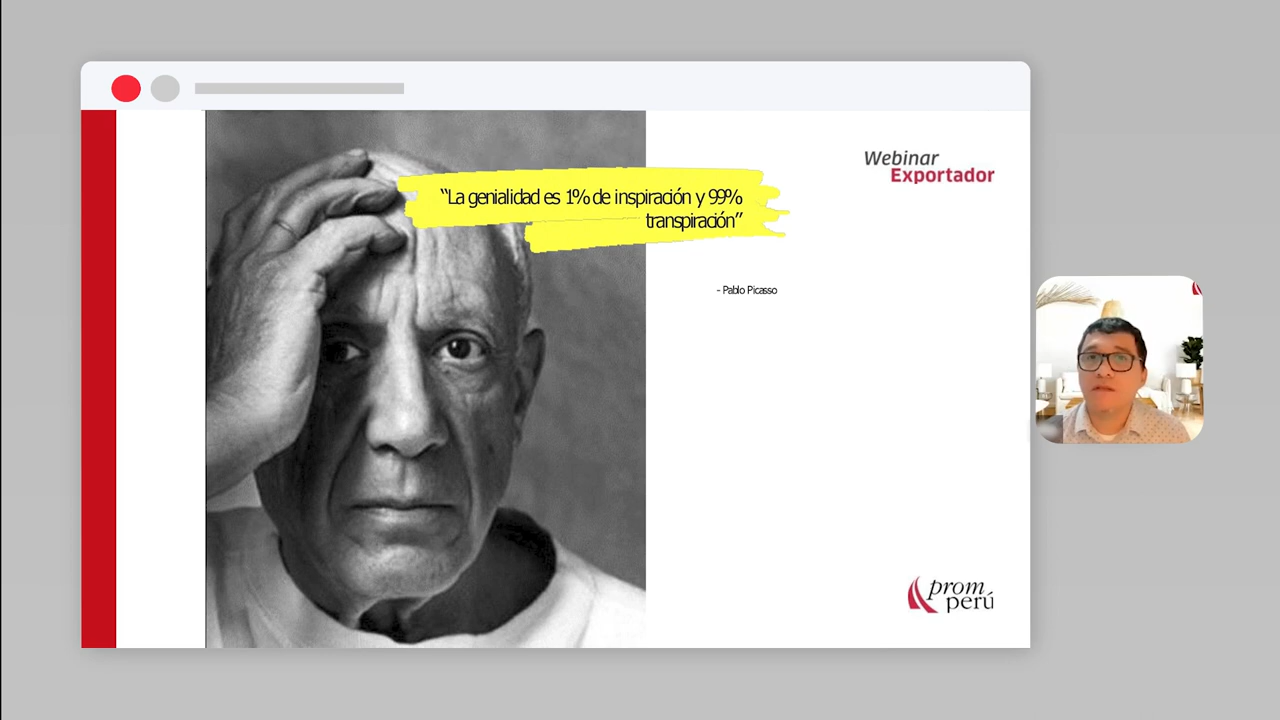 Webinar
Exportador
“La genialidad es 1% de inspiración y 99%
transpiración”
- Pablo Picasso
prom
perú